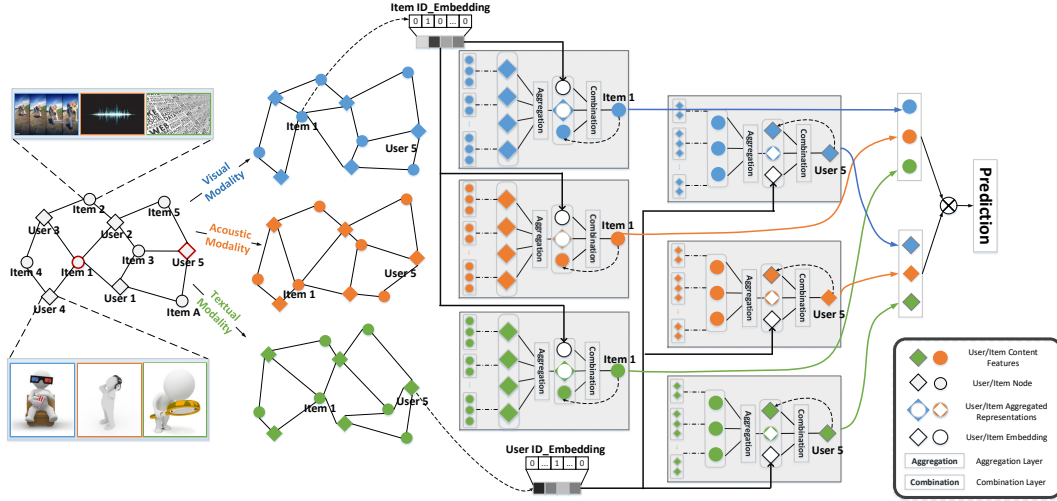 Item ID_Embedding
0 1 0 ... 0
Item 1
User 5
Visual
Modality
Item 2
User 3
User 2
Item 5
Item 3
Item 4
Item 1
User 5
User 1
User 4
Item A
Acoustic
Modality
Item 1
User 5
Textual
Modality
Item 1
User 5
User ID_Embedding
0 ... 1 0
Aggregation
Combination
Item 1
Aggregation
Combination
Item 1
Aggregation
Combination
Item 1
Aggregation
Combination
User 5
Aggregation
Combination
User 5
Aggregation
Combination
User 5
Prediction
User/Item Content
Features
User/Item Node
User/Item Aggregated
Representations
User/Item Embedding
Aggregation Aggregation Layer
Combination Combination Layer